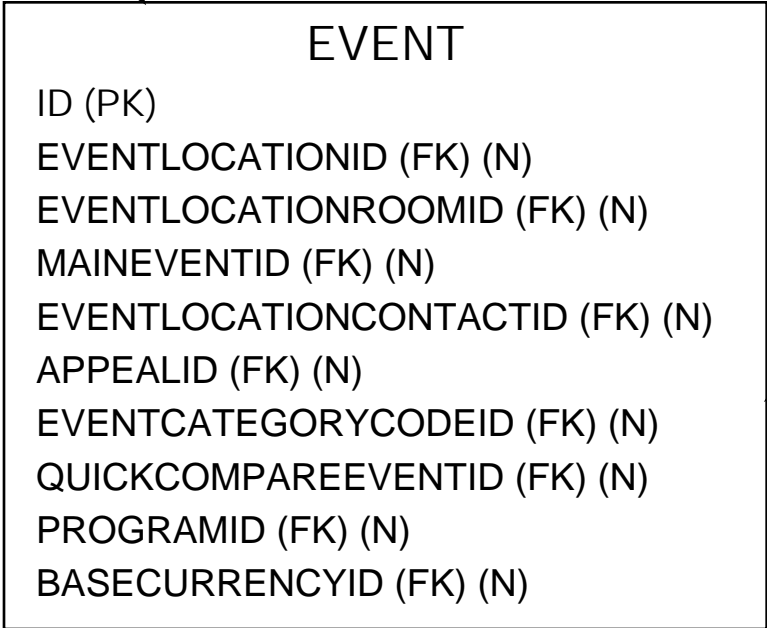 EVENT
ID (PK)
EVENTLOCATIONID (FK) (N)
EVENTLOCATIONROOMID (FK) (N)
MAINEVENTID (FK) (N)
EVENTLOCATIONCONTACTID (FK) (N)
APPEALID (FK) (N)
EVENTCATEGORYCODEID (FK) (N)
QUICKCOMPAREEVENTID (FK) (N)
PROGRAMID (FK) (N)
BASECURRENCYID (FK) (N)